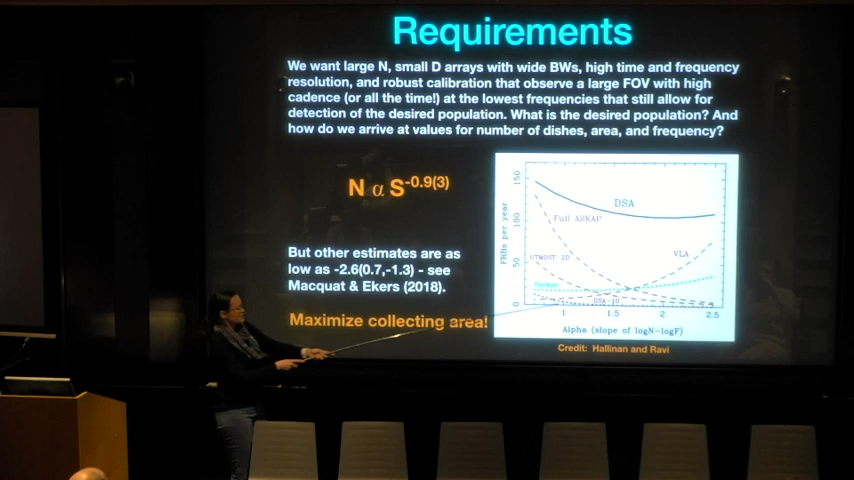 Requirements
We want large N, small D arrays with wide BWs, high time and frequency
resolution, and robust calibration that observe a large FOV with high
cadence (or all the time!) at the lowest frequencies that still allow for
detection of the desired population. What is the desired population? And
how do we arrive at values for number of dishes, area, and frequency?
N α S-0.9(3)
But other estimates are as
low as -2.6(0.7,-1.3) - see
Macquat & Ekers (2018).
Maximize collecting area!
FRBs per year
150
100
50
0
DSA
Full ASKAP
UTMOST 2D
VLA
DSA-10
1
1.5
2
2.5
Alpha (slope of logN-logF)
Credit: Hallinan and Ravi